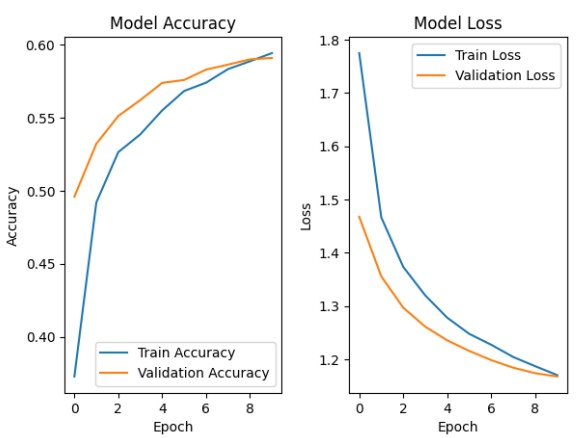 Model Accuracy
0.60
0.55
0.50
0.45
0.40
Accuracy
Train Accuracy
Validation Accuracy
0 2 4 6 8
Epoch
Model Loss
1.8
1.7
1.6
1.5
1.4
1.3
1.2
Loss
Train Loss
Validation Loss
0 2 4 6 8
Epoch